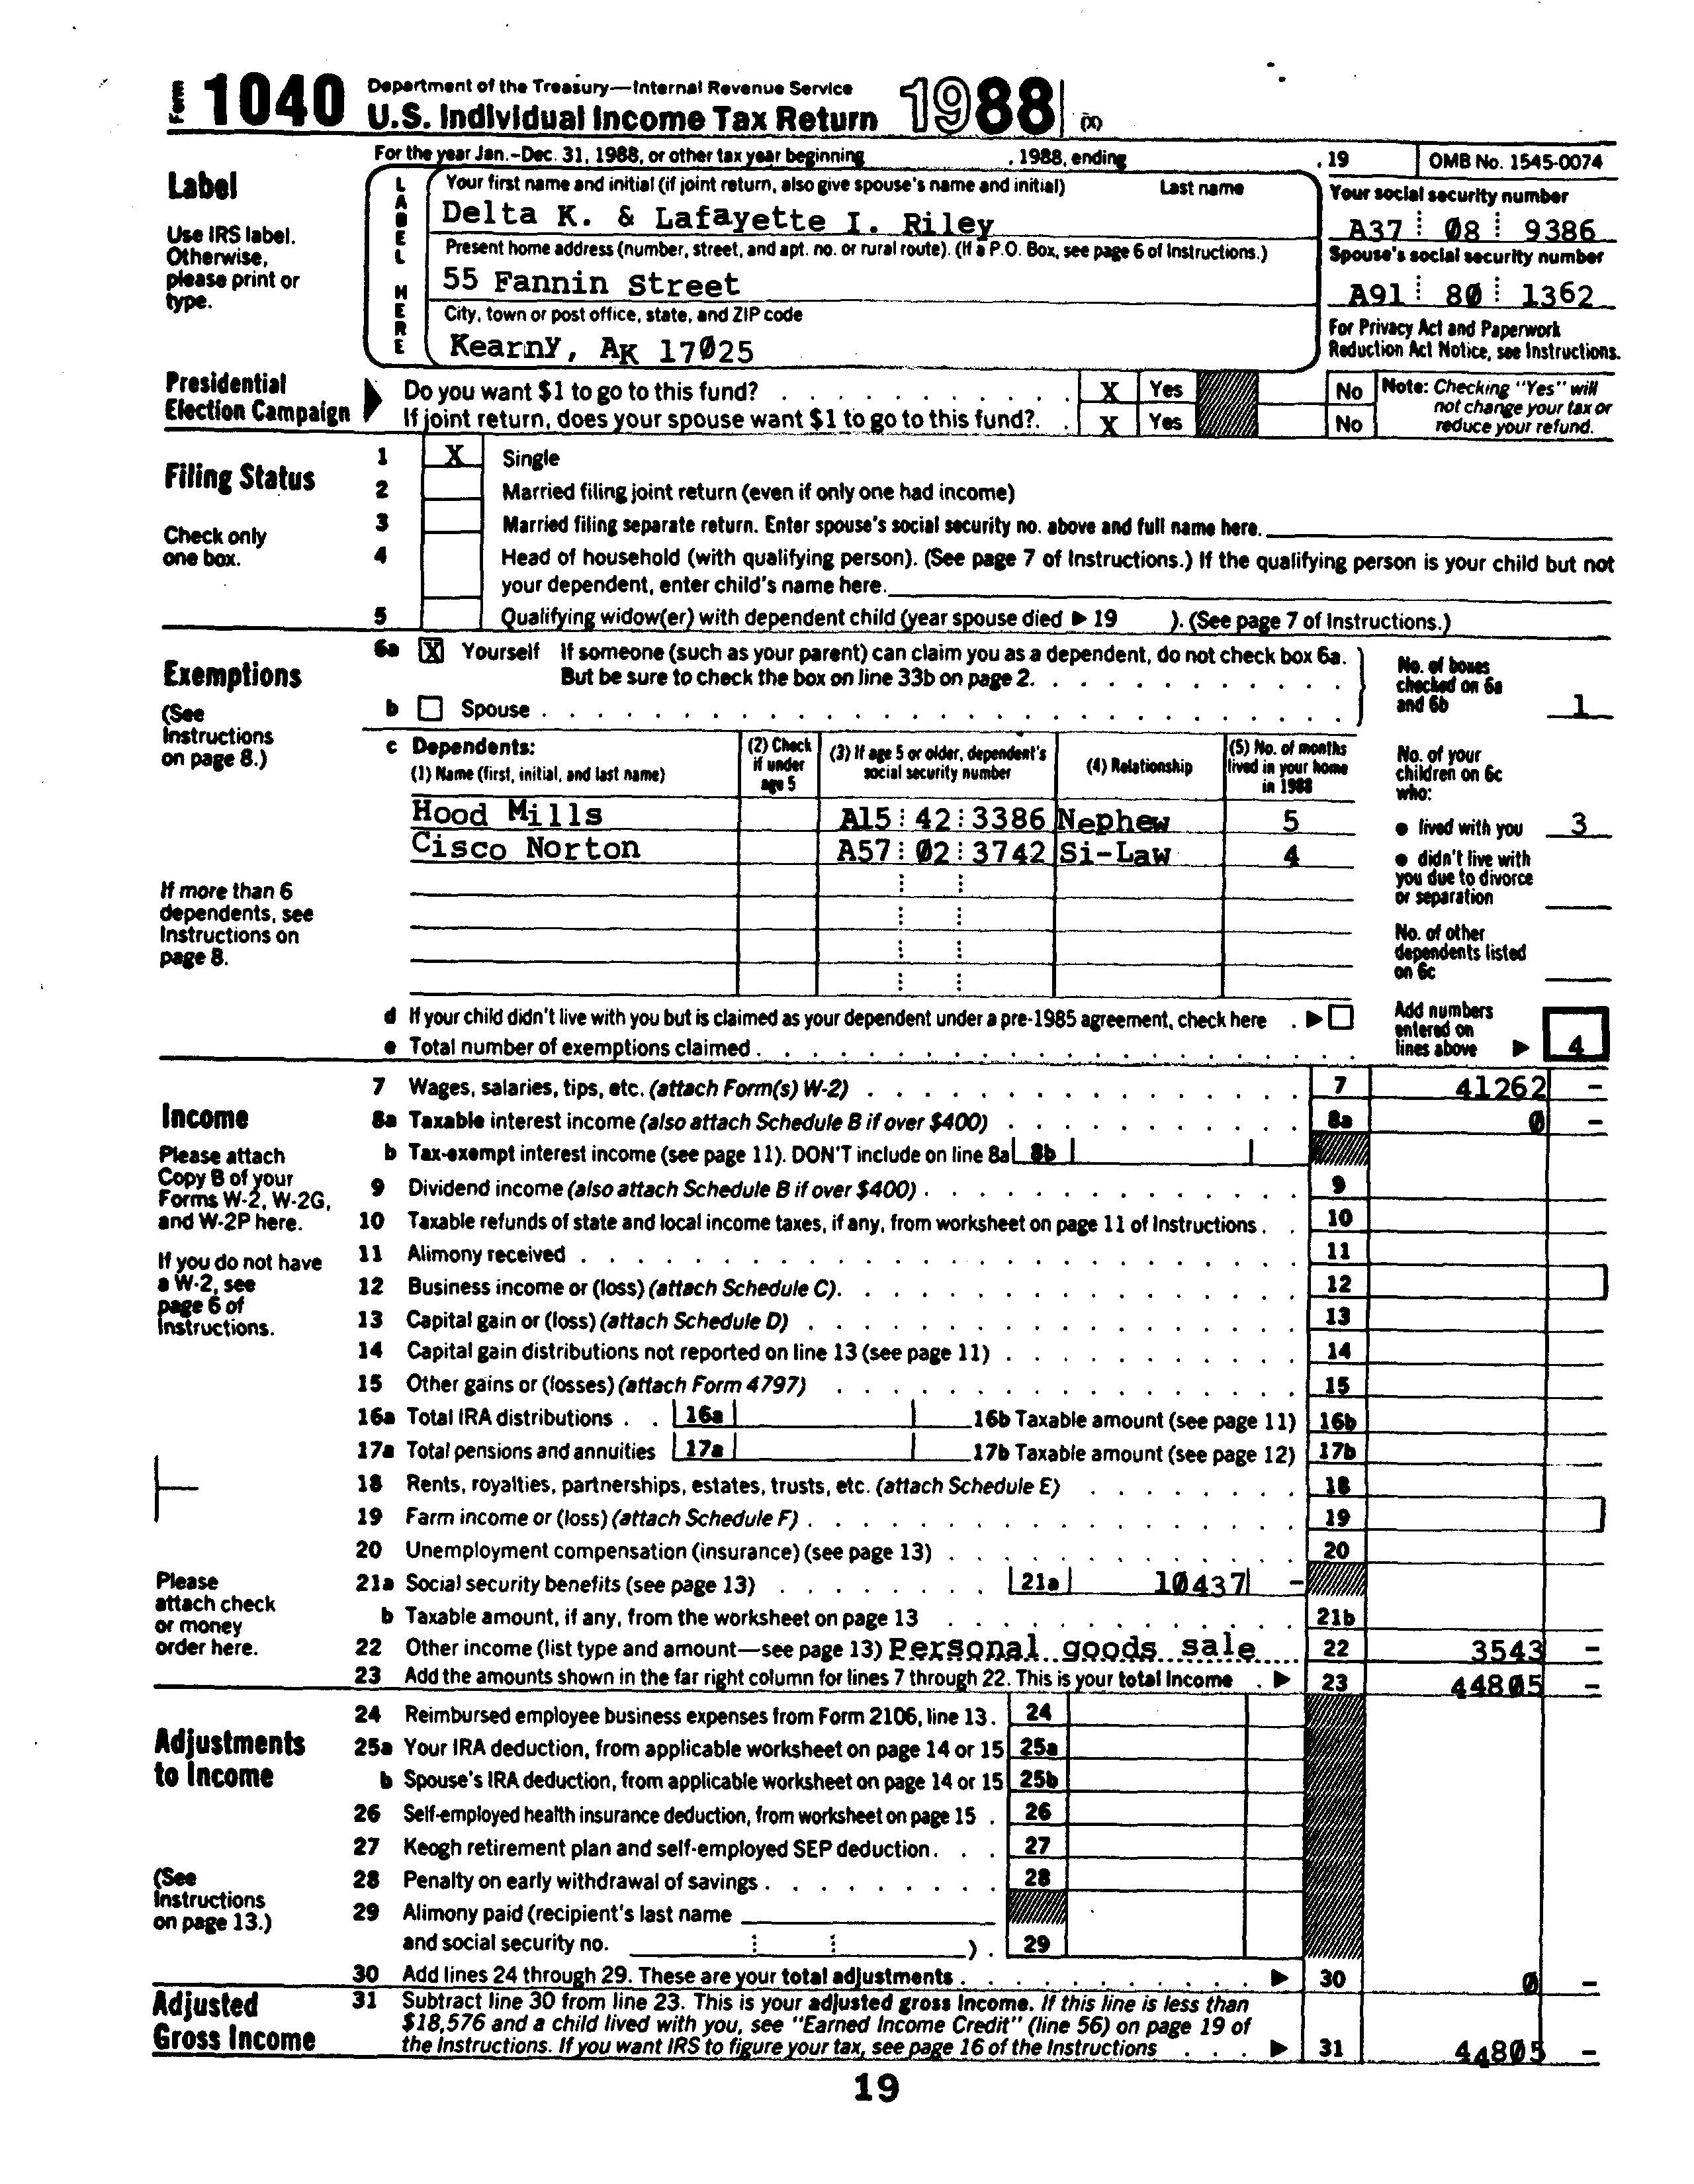 Form 1040 Department of the Treasury—Internal Revenue Service
U.S. Individual Income Tax Return 1988 (X)
For the year Jan.-Dec. 31, 1988, or other tax year beginning , 1988, ending , 19 OMB No. 1545-0074
Label
Use IRS label.
Otherwise,
please print or
type.
LABEL HERE
Your first name and initial (if joint return, also give spouse's name and initial) Last name
Delta K. & Lafayette I. Riley
Present home address (number, street, and apt. no. or rural route). (If a P.O. Box, see page 6 of Instructions.)
55 Fannin Street
City, town or post office, state, and ZIP code
Kearny, AK 17025
Your social security number
A37 08 9386
Spouse's social security number
A91 80 1362
For Privacy Act and Paperwork
Reduction Act Notice, see Instructions.
Presidential
Election Campaign
Do you want $1 to go to this fund? X Yes No
If joint return, does your spouse want $1 to go to this fund? X Yes No
Note: Checking "Yes" will
not change your tax or
reduce your refund.
Filing Status
Check only
one box.
1 X Single
2 Married filing joint return (even if only one had income)
3 Married filing separate return. Enter spouse's social security no. above and full name here.
4 Head of household (with qualifying person). (See page 7 of Instructions.) If the qualifying person is your child but not
your dependent, enter child's name here.
5 Qualifying widow(er) with dependent child (year spouse died ▶ 19 ). (See page 7 of Instructions.)
Exemptions
(See
Instructions
on page 8.)
6a X Yourself If someone (such as your parent) can claim you as a dependent, do not check box 6a.
But be sure to check the box on line 33b on page 2.
b Spouse
No. of boxes
checked on 6a
and 6b 1
c Dependents:
(1) Name (first, initial, and last name)
(2) Check
if under
age 5
(3) If age 5 or older, dependent's
social security number
(4) Relationship
(5) No. of months
lived in your home
in 1988
Hood Mills A15 42 3386 Nephew 5
Cisco Norton A57 02 3742 Si-Law 4
If more than 6
dependents, see
Instructions on
page 8.
No. of your
children on 6c
who:
● lived with you 3
● didn't live with
you due to divorce
or separation
No. of other
dependents listed
on 6c
d If your child didn't live with you but is claimed as your dependent under a pre-1985 agreement, check here ▶
e Total number of exemptions claimed
Add numbers
entered on
lines above ▶ 4
Income
Please attach
Copy B of your
Forms W-2, W-2G,
and W-2P here.
If you do not have
a W-2, see
page 6 of
Instructions.
7 Wages, salaries, tips, etc. (attach Form(s) W-2) 7 41262 –
8a Taxable interest income (also attach Schedule B if over $400) 8a 0 –
b Tax-exempt interest income (see page 11). DON'T include on line 8a 8b
9 Dividend income (also attach Schedule B if over $400) 9
10 Taxable refunds of state and local income taxes, if any, from worksheet on page 11 of Instructions 10
11 Alimony received 11
12 Business income or (loss) (attach Schedule C) 12
13 Capital gain or (loss) (attach Schedule D) 13
14 Capital gain distributions not reported on line 13 (see page 11) 14
15 Other gains or (losses) (attach Form 4797) 15
16a Total IRA distributions 16a 16b Taxable amount (see page 11) 16b
17a Total pensions and annuities 17a 17b Taxable amount (see page 12) 17b
18 Rents, royalties, partnerships, estates, trusts, etc. (attach Schedule E) 18
19 Farm income or (loss) (attach Schedule F) 19
20 Unemployment compensation (insurance) (see page 13) 20
Please
attach check
or money
order here.
21a Social security benefits (see page 13) 21a 10437 –
b Taxable amount, if any, from the worksheet on page 13 21b
22 Other income (list type and amount—see page 13) Personal goods sale 22 3543 –
23 Add the amounts shown in the far right column for lines 7 through 22. This is your total income ▶ 23 44805 –
Adjustments
to Income
(See
Instructions
on page 13.)
24 Reimbursed employee business expenses from Form 2106, line 13. 24
25a Your IRA deduction, from applicable worksheet on page 14 or 15 25a
b Spouse's IRA deduction, from applicable worksheet on page 14 or 15 25b
26 Self-employed health insurance deduction, from worksheet on page 15 26
27 Keogh retirement plan and self-employed SEP deduction 27
28 Penalty on early withdrawal of savings 28
29 Alimony paid (recipient's last name
and social security no. ) 29
30 Add lines 24 through 29. These are your total adjustments ▶ 30 0 –
Adjusted
Gross Income
31 Subtract line 30 from line 23. This is your adjusted gross income. If this line is less than
$18,576 and a child lived with you, see "Earned Income Credit" (line 56) on page 19 of
the Instructions. If you want IRS to figure your tax, see page 16 of the Instructions ▶ 31 44805 –
19